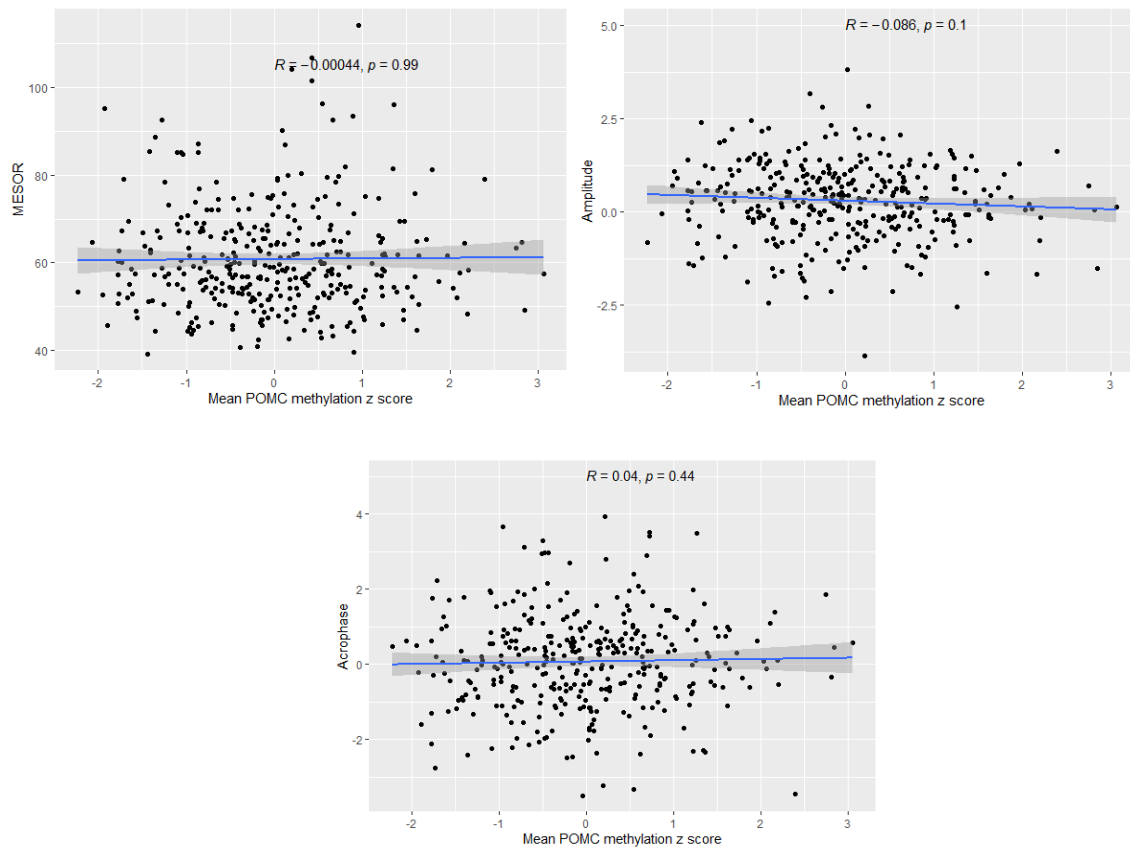 R = −0.00044, p = 0.99
100
80
60
40
MESOR
-2 -1 0 1 2 3
Mean POMC methylation z score
R = −0.086, p = 0.1
5.0
2.5
0.0
-2.5
Amplitude
-2 -1 0 1 2 3
Mean POMC methylation z score
R = 0.04, p = 0.44
4
2
0
-2
Acrophase
-2 -1 0 1 2 3
Mean POMC methylation z score